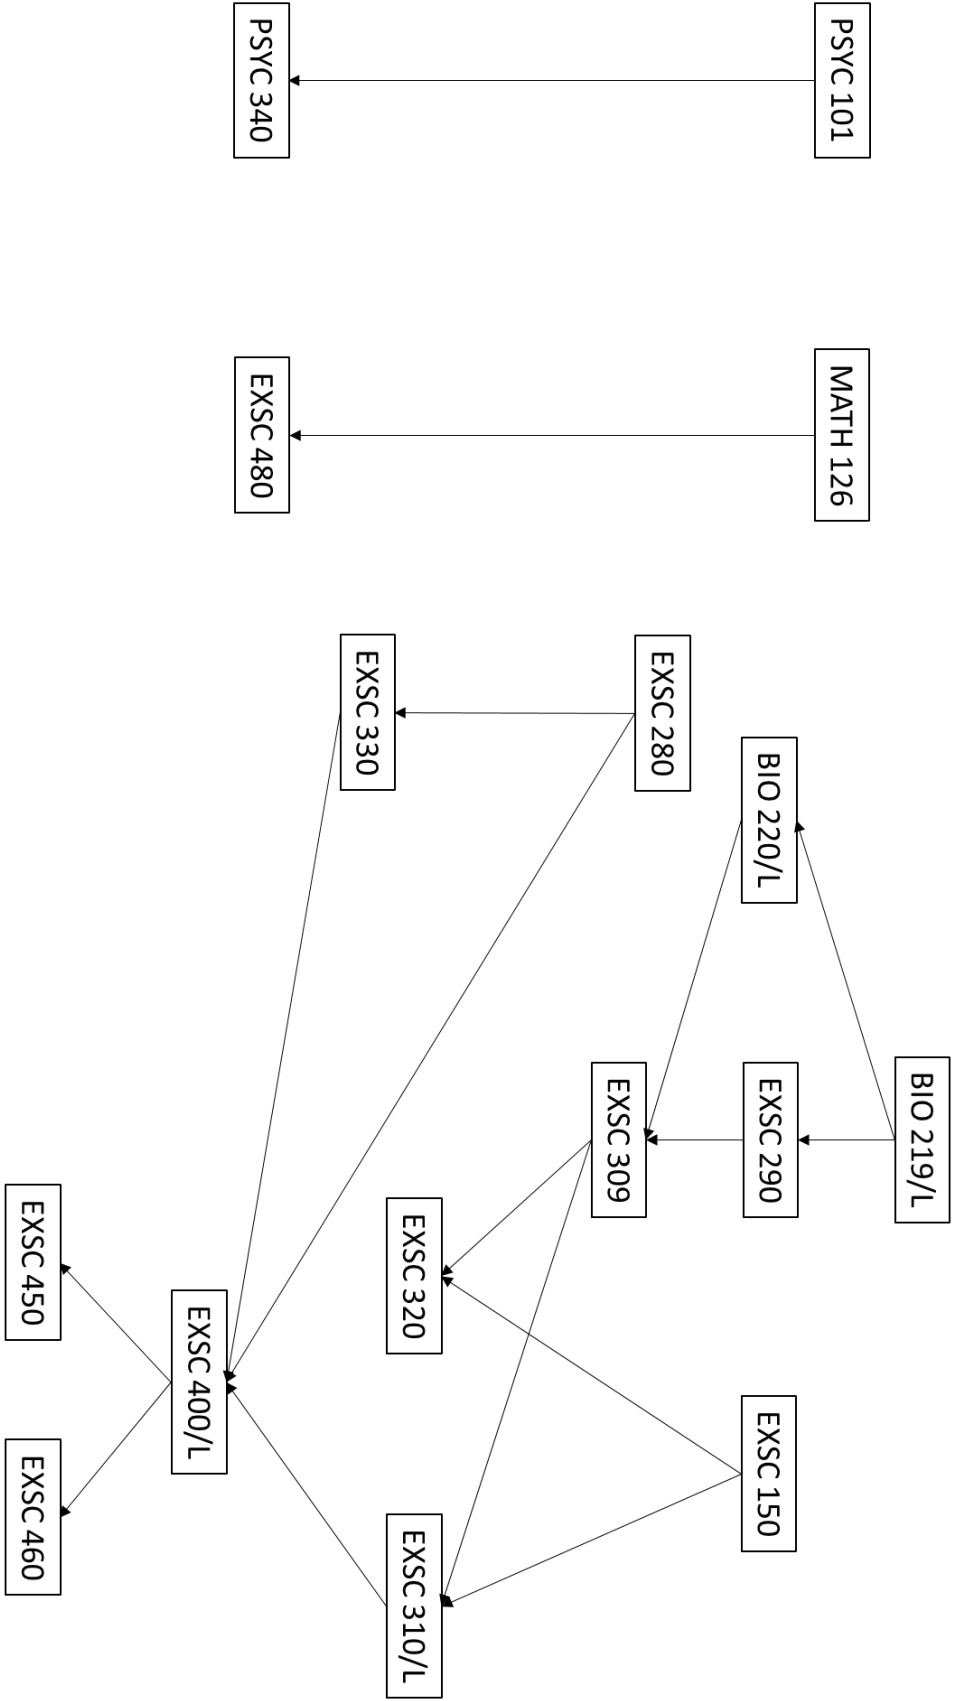 BIO 219/L
PSYC 101
MATH 126
BIO 220/L
EXSC 290
EXSC 150
EXSC 280
EXSC 309
EXSC 320
EXSC 310/L
EXSC 330
PSYC 340
EXSC 480
EXSC 400/L
EXSC 450
EXSC 460